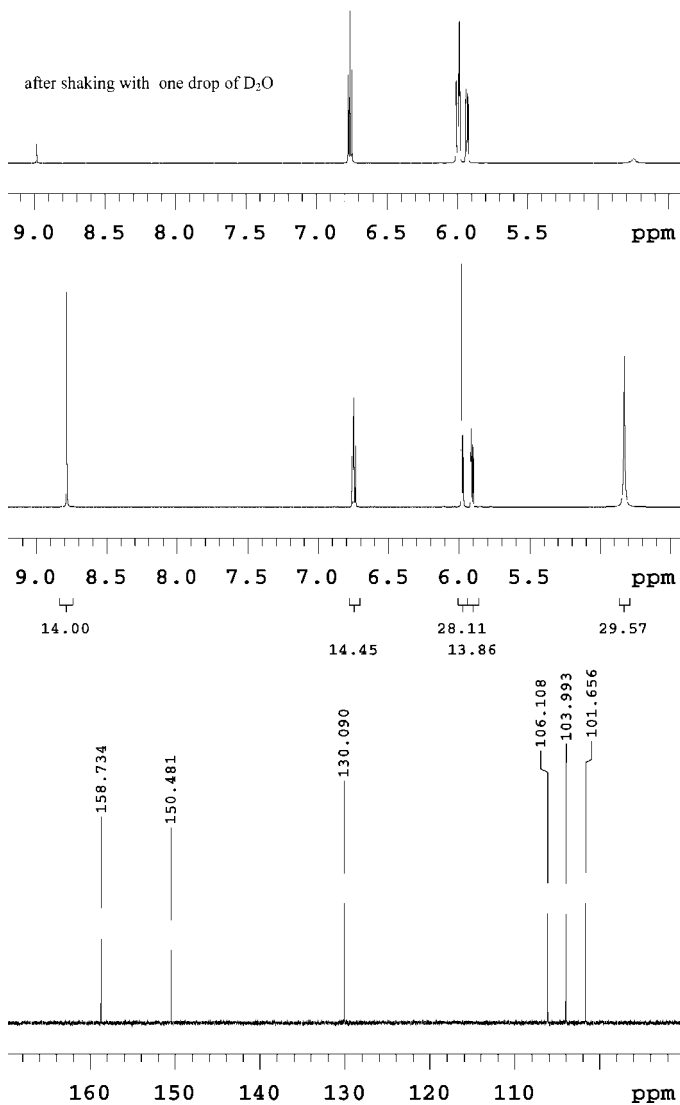 after shaking with one drop of D₂O
9.0 8.5 8.0 7.5 7.0 6.5 6.0 5.5 ppm
9.0 8.5 8.0 7.5 7.0 6.5 6.0 5.5 ppm
14.00 14.45 28.11 13.86 29.57
158.734 150.481 130.090 106.108 103.993 101.656
160 150 140 130 120 110 ppm